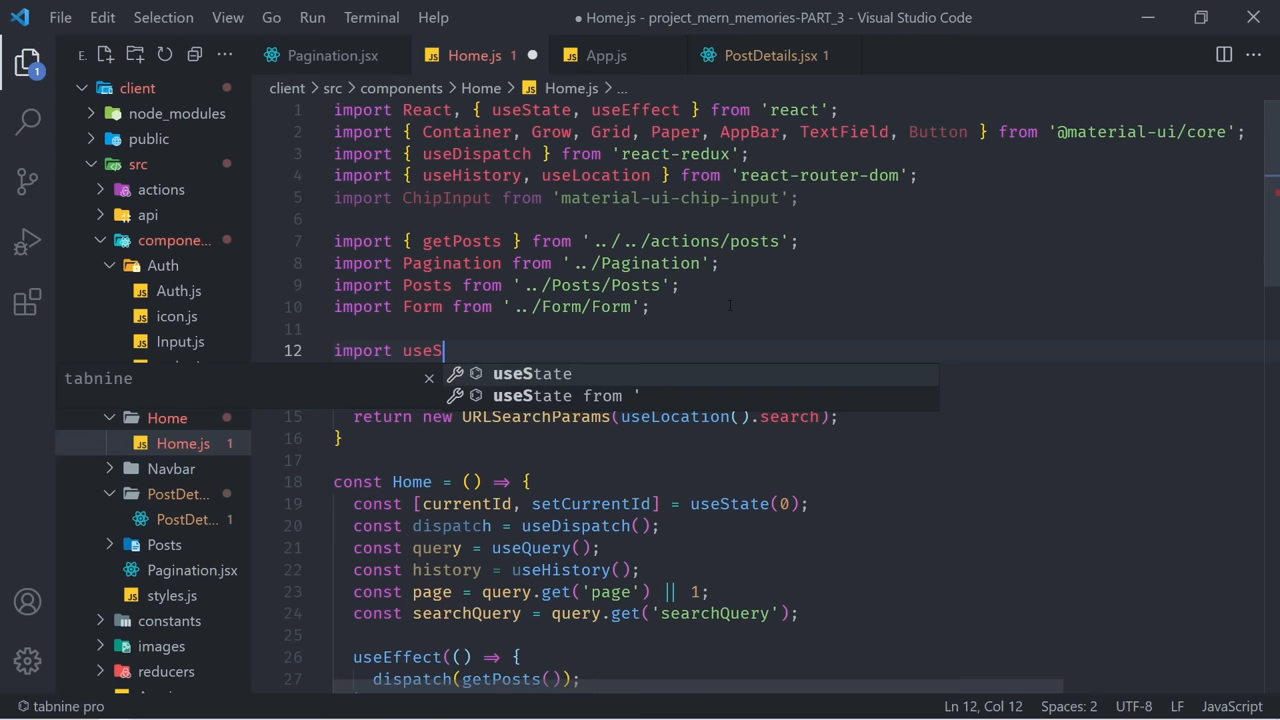 File Edit Selection View Go Run Terminal Help
● Home.js - project_mern_memories-PART_3 - Visual Studio Code
E.
Pagination.jsx
Home.js 1 ●
App.js
PostDetails.jsx 1
client > src > components > Home > Home.js > ...
1
client
node_modules
public
src
actions
api
compone...
Auth
Auth.js
icon.js
Input.js
Home
Home.js 1
Navbar
PostDet...
PostDet... 1
Posts
Pagination.jsx
styles.js
constants
images
reducers
1 import React, { useState, useEffect } from 'react';
2 import { Container, Grow, Grid, Paper, AppBar, TextField, Button } from '@material-ui/core';
3 import { useDispatch } from 'react-redux';
4 import { useHistory, useLocation } from 'react-router-dom';
5 import ChipInput from 'material-ui-chip-input';
6
7 import { getPosts } from '../../actions/posts';
8 import Pagination from '../Pagination';
9 import Posts from '../Posts/Posts';
10 import Form from '../Form/Form';
11
12 import useS
tabnine ×
useState
useState from '
15 return new URLSearchParams(useLocation().search);
16 }
17
18 const Home = () => {
19 const [currentId, setCurrentId] = useState(0);
20 const dispatch = useDispatch();
21 const query = useQuery();
22 const history = useHistory();
23 const page = query.get('page') || 1;
24 const searchQuery = query.get('searchQuery');
25
26 useEffect(() => {
27 dispatch(getPosts());
tabnine pro
Ln 12, Col 12 Spaces: 2 UTF-8 LF JavaScript